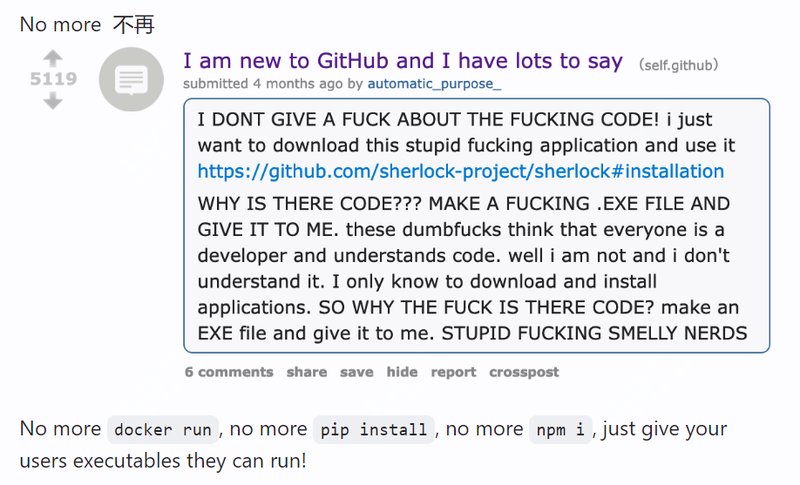 No more 不再
5119
I am new to GitHub and I have lots to say (self.github)
submitted 4 months ago by automatic_purpose_
I DONT GIVE A FUCK ABOUT THE FUCKING CODE! i just
want to download this stupid fucking application and use it
https://github.com/sherlock-project/sherlock#installation
WHY IS THERE CODE??? MAKE A FUCKING .EXE FILE AND
GIVE IT TO ME. these dumbfucks think that everyone is a
developer and understands code. well i am not and i don't
understand it. I only know to download and install
applications. SO WHY THE FUCK IS THERE CODE? make an
EXE file and give it to me. STUPID FUCKING SMELLY NERDS
6 comments share save hide report crosspost
No more docker run, no more pip install, no more npm i, just give your
users executables they can run!